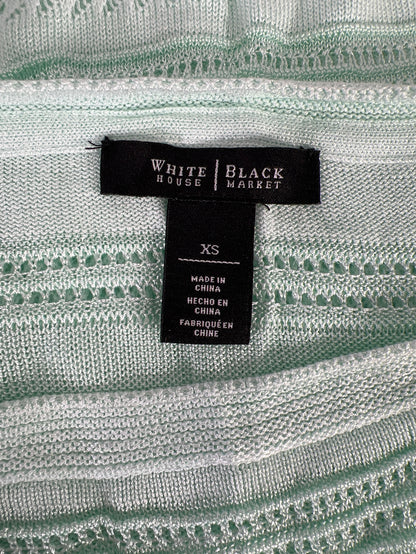 WHITE | BLACK
HOUSE | MARKET
XS
MADE IN
CHINA
HECHO EN
CHINA
FABRIQUÉ EN
CHINE